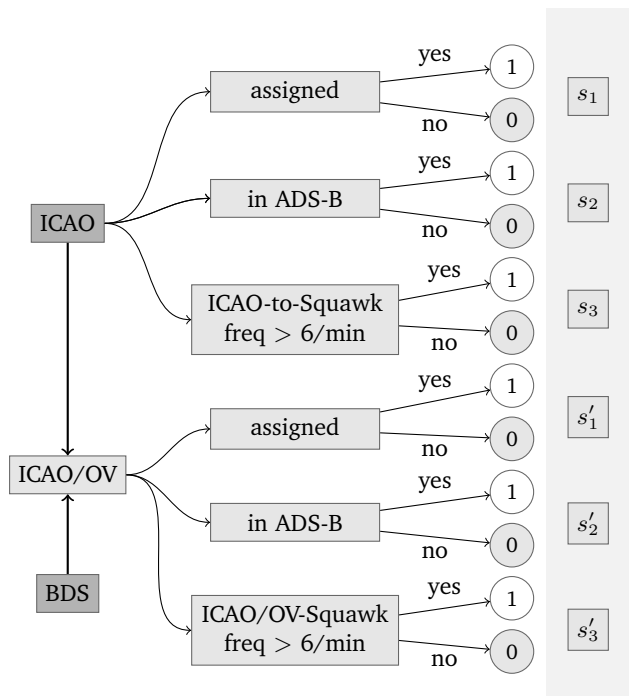 yes
assigned
1
no
0
s₁
yes
in ADS-B
1
no
0
s₂
ICAO
yes
ICAO-to-Squawk
freq > 6/min
1
no
0
s₃
yes
assigned
1
no
0
s′₁
ICAO/OV
yes
in ADS-B
1
no
0
s′₂
BDS
yes
ICAO/OV-Squawk
freq > 6/min
1
no
0
s′₃